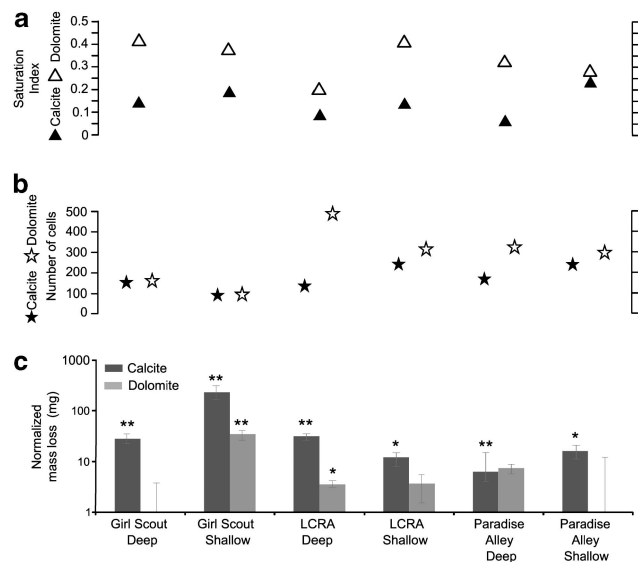 a
Saturation
Index
Calcite Dolomite
0.5
0.4
0.3
0.2
0.1
0
b
Calcite Dolomite
Number of cells
500
400
300
200
100
0
c
Normalized
mass loss (mg)
1000
100
10
1
Calcite
Dolomite
** ** ** ** * * ** *
Girl Scout
Deep
Girl Scout
Shallow
LCRA
Deep
LCRA
Shallow
Paradise
Alley
Deep
Paradise
Alley
Shallow